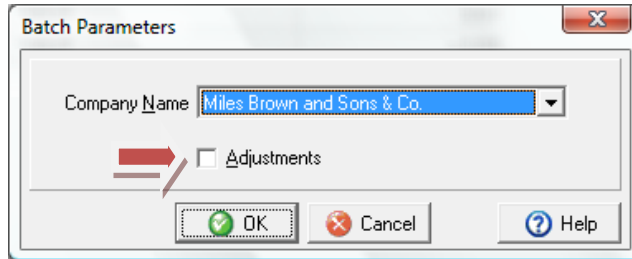 Batch Parameters
Company Name Miles Brown and Sons & Co.
Adjustments
OK Cancel Help